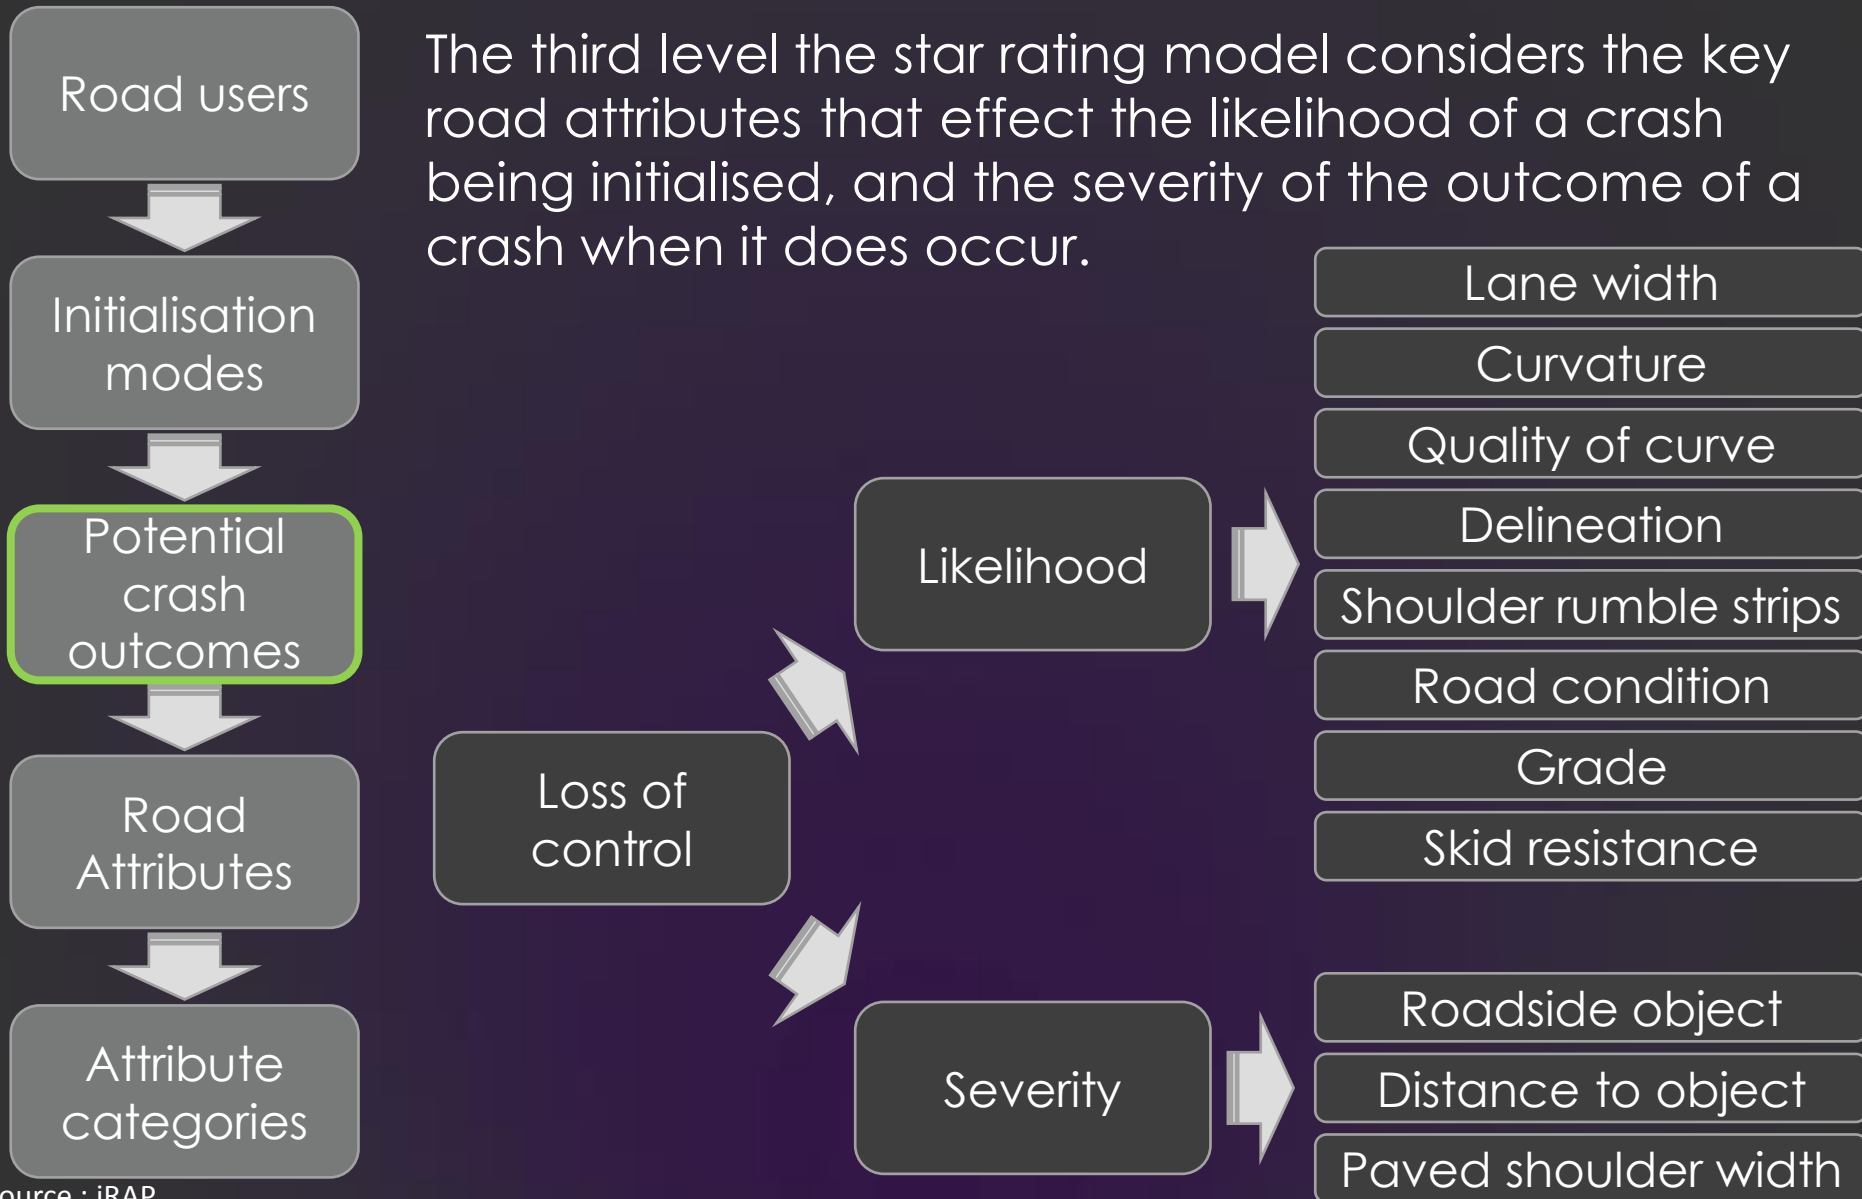 The third level the star rating model considers the key
road attributes that effect the likelihood of a crash
being initialised, and the severity of the outcome of a
crash when it does occur.
Road users
Initialisation
modes
Potential
crash
outcomes
Road
Attributes
Attribute
categories
Loss of
control
Likelihood
Lane width
Curvature
Quality of curve
Delineation
Shoulder rumble strips
Road condition
Grade
Skid resistance
Severity
Roadside object
Distance to object
Paved shoulder width
ource : iRAP